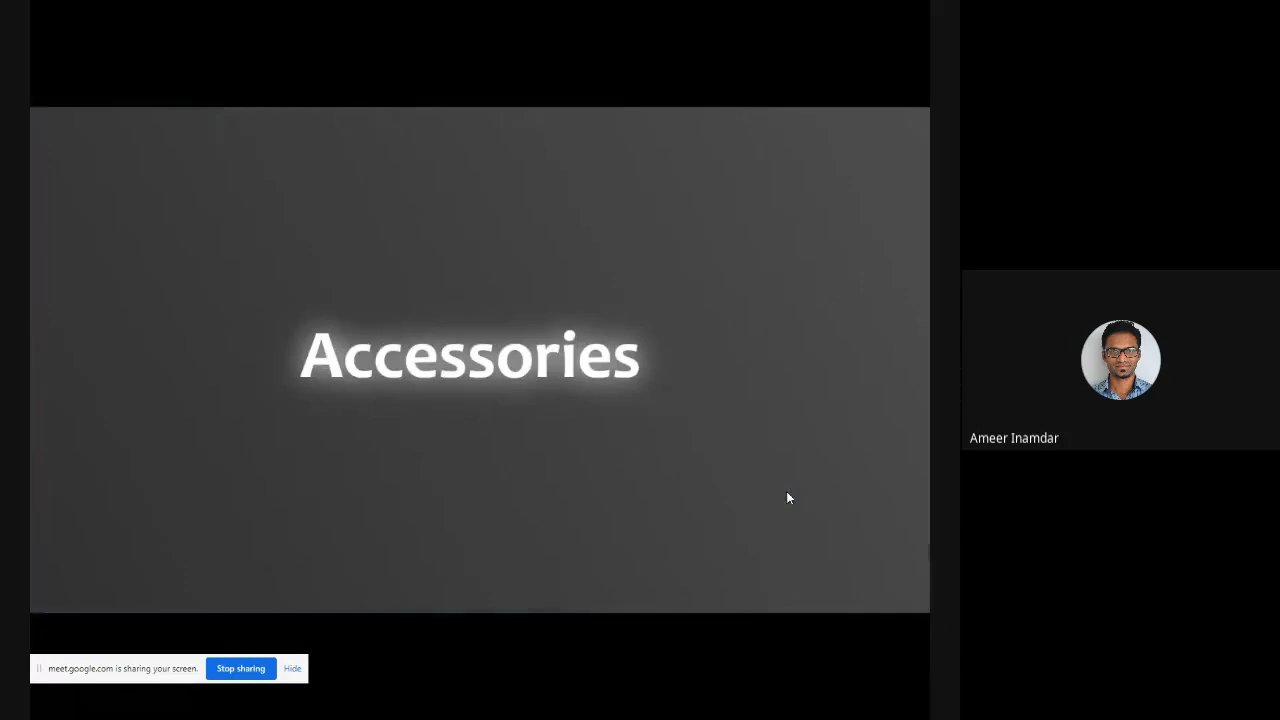 Accessories
Ameer Inamdar
meet.google.com is sharing your screen.
Stop sharing
Hide